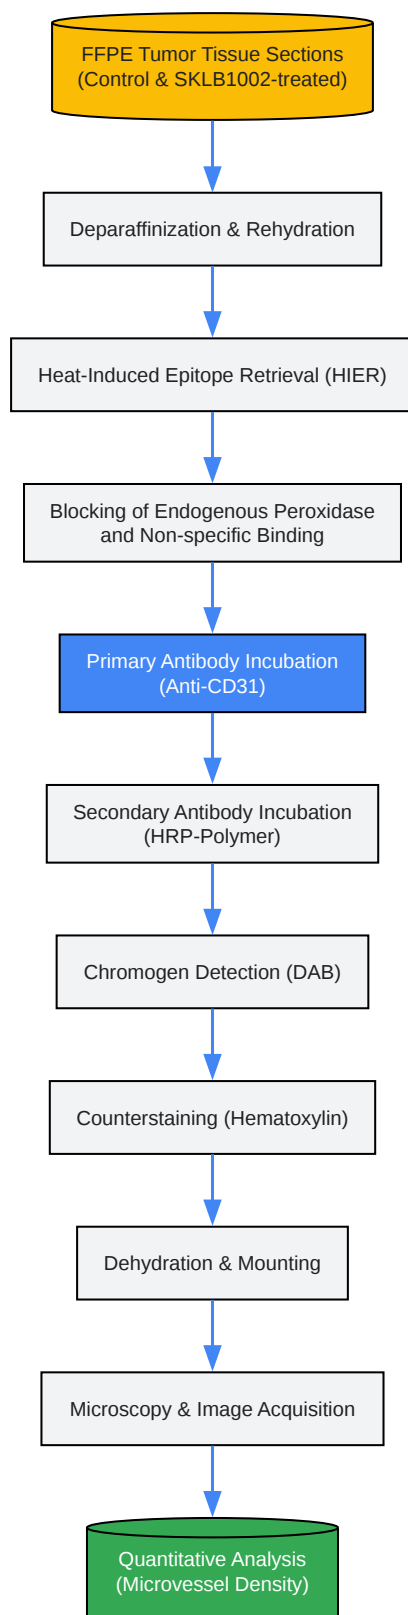 FFPE Tumor Tissue Sections
(Control & SKLB1002-treated)
Deparaffinization & Rehydration
Heat-Induced Epitope Retrieval (HIER)
Blocking of Endogenous Peroxidase
and Non-specific Binding
Primary Antibody Incubation
(Anti-CD31)
Secondary Antibody Incubation
(HRP-Polymer)
Chromogen Detection (DAB)
Counterstaining (Hematoxylin)
Dehydration & Mounting
Microscopy & Image Acquisition
Quantitative Analysis
(Microvessel Density)